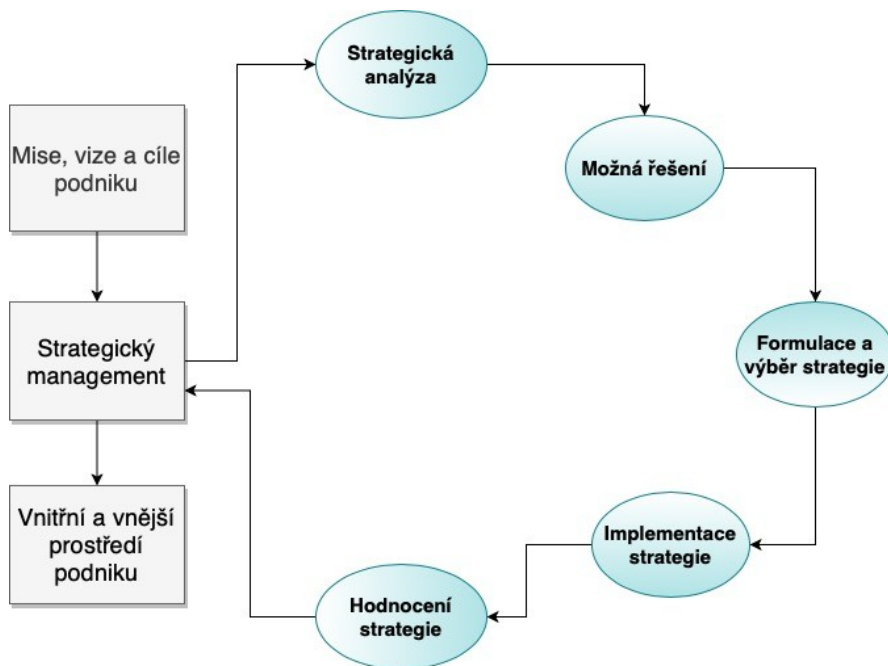 Strategická
analýza
Mise, vize a cíle
podniku
Možná řešení
Strategický
management
Formulace a
výběr strategie
Vnitřní a vnější
prostředí
podniku
Implementace
strategie
Hodnocení
strategie